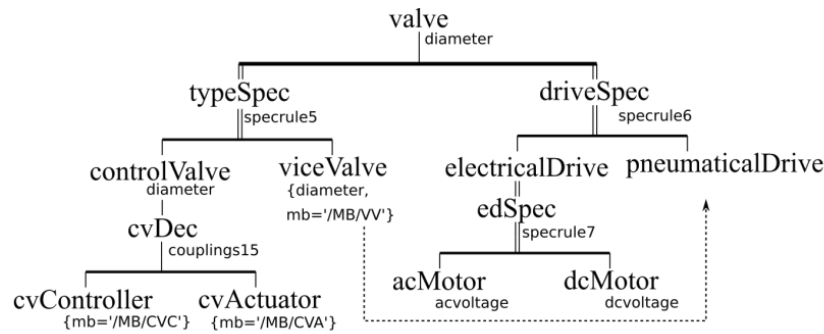 valve
diameter
typeSpec driveSpec
specrule5 specrule6
controlValve viceValve electricalDrive pneumaticalDrive
diameter {diameter,
mb='/MB/VV'}
cvDec edSpec
couplings15 specrule7
cvController cvActuator acMotor dcMotor
{mb='/MB/CVC'} {mb='/MB/CVA'} acvoltage dcvoltage